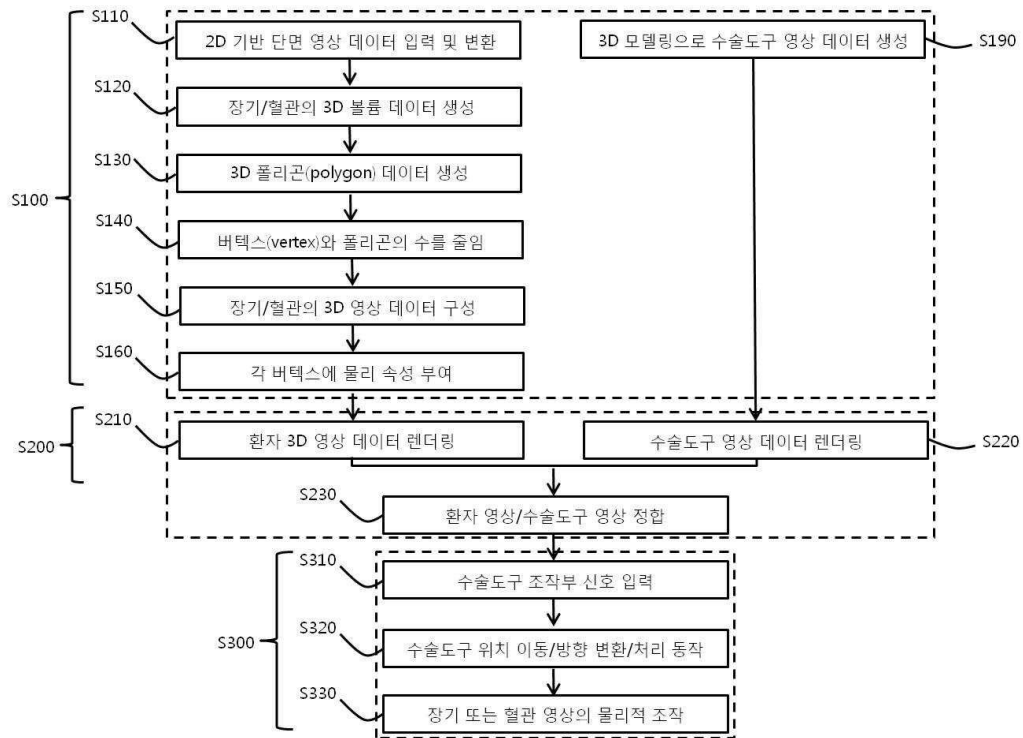 S110
2D 기반 단면 영상 데이터 입력 및 변환
3D 모델링으로 수술도구 영상 데이터 생성
S190
S120
장기/혈관의 3D 볼륨 데이터 생성
S130
3D 폴리곤(polygon) 데이터 생성
S100
S140
버텍스(vertex)와 폴리곤의 수를 줄임
S150
장기/혈관의 3D 영상 데이터 구성
S160
각 버텍스에 물리 속성 부여
S210
환자 3D 영상 데이터 렌더링
수술도구 영상 데이터 렌더링
S220
S200
S230
환자 영상/수술도구 영상 정합
S310
수술도구 조작부 신호 입력
S320
수술도구 위치 이동/방향 변환/처리 동작
S300
S330
장기 또는 혈관 영상의 물리적 조작